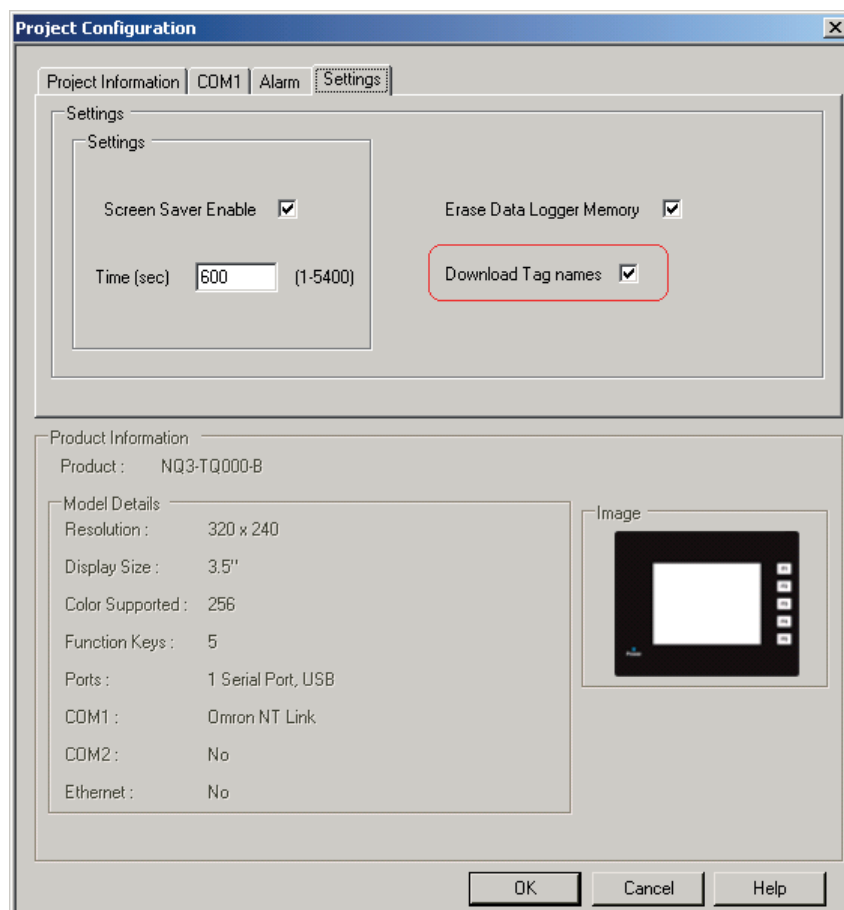 Project Configuration
Project Information COM1 Alarm Settings
Settings
Settings
Screen Saver Enable
Erase Data Logger Memory
Time (sec) 600 (1-5400)
Download Tag names
Product Information
Product : NQ3-TQ000-B
Model Details
Resolution : 320 x 240
Display Size : 3.5"
Color Supported : 256
Function Keys : 5
Ports : 1 Serial Port, USB
COM1 : Omron NT Link
COM2 : No
Ethernet : No
Image
OK Cancel Help